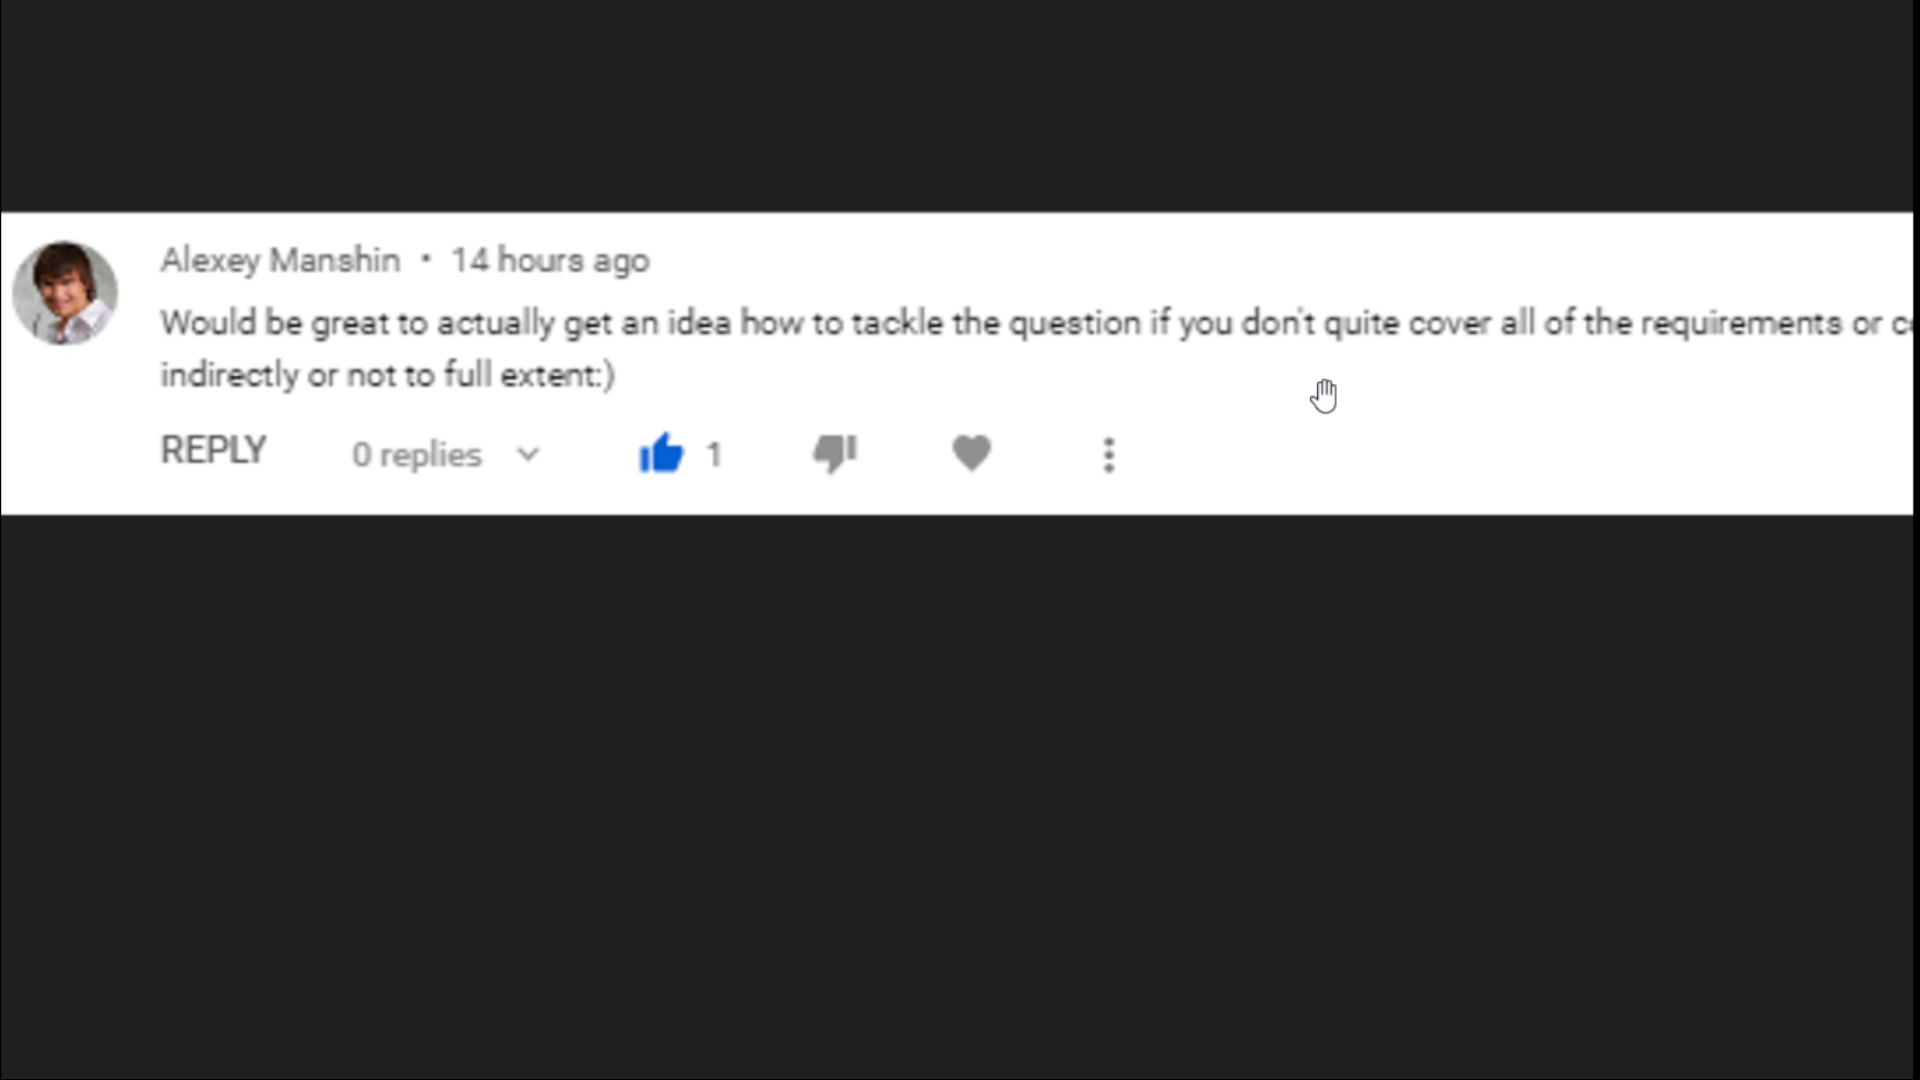 Alexey Manshin • 14 hours ago
Would be great to actually get an idea how to tackle the question if you don't quite cover all of the requirements or
indirectly or not to full extent:)
REPLY 0 replies 1